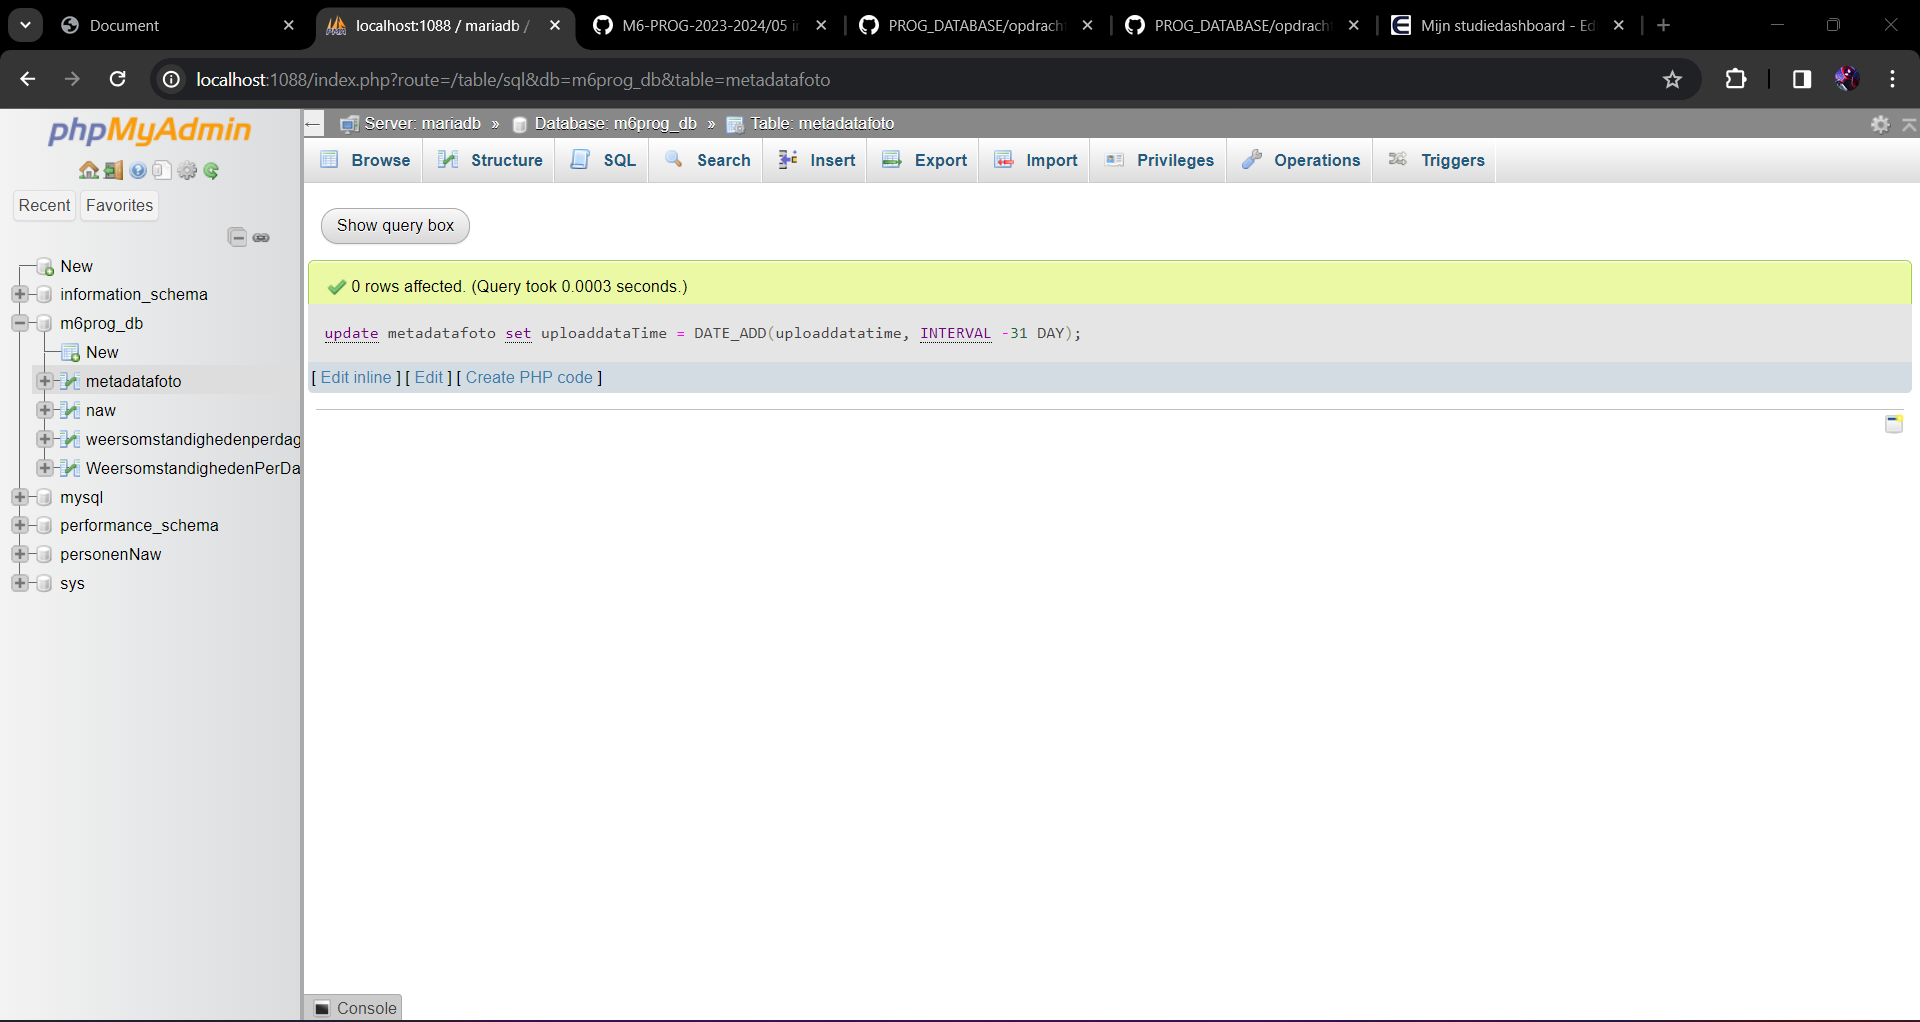 Document
localhost:1088 / mariadb /
M6-PROG-2023-2024/05 i
PROG_DATABASE/opdrach
PROG_DATABASE/opdrach
Mijn studiedashboard - Ed
localhost:1088/index.php?route=/table/sql&db=m6prog_db&table=metadatafoto
phpMyAdmin
Recent
Favorites
New
information_schema
m6prog_db
New
metadatafoto
naw
weersomstandighedenperdag
WeersomstandighedenPerDa
mysql
performance_schema
personenNaw
sys
Server: mariadb » Database: m6prog_db » Table: metadatafoto
Browse Structure SQL Search Insert Export Import Privileges Operations Triggers
Show query box
0 rows affected. (Query took 0.0003 seconds.)
update metadatafoto set uploaddataTime = DATE_ADD(uploaddatatime, INTERVAL -31 DAY);
[ Edit inline ] [ Edit ] [ Create PHP code ]
Console